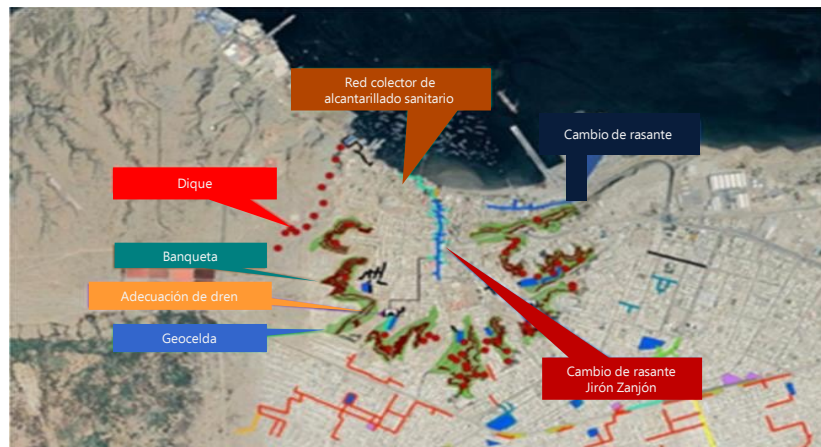 Red colector de
alcantarillado sanitario
Cambio de rasante
Dique
Banqueta
Adecuación de dren
Geocelda
Cambio de rasante
Jirón Zanjón